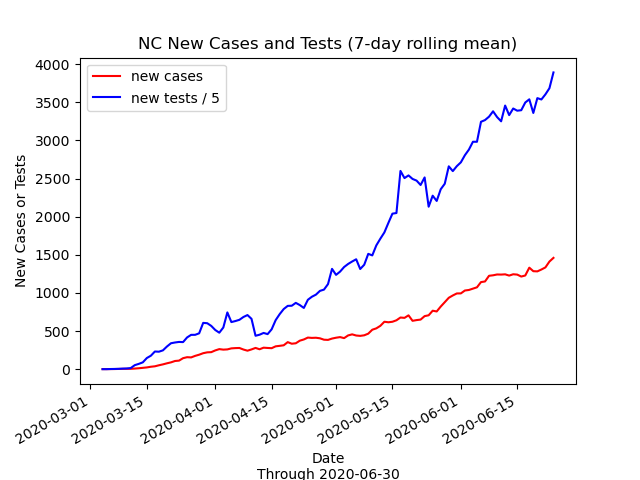 NC New Cases and Tests (7-day rolling mean)
new cases
new tests / 5
New Cases or Tests
4000
3500
3000
2500
2000
1500
1000
500
0
2020-03-01
2020-03-15
2020-04-01
2020-04-15
2020-05-01
2020-05-15
2020-06-01
2020-06-15
Date
Through 2020-06-30